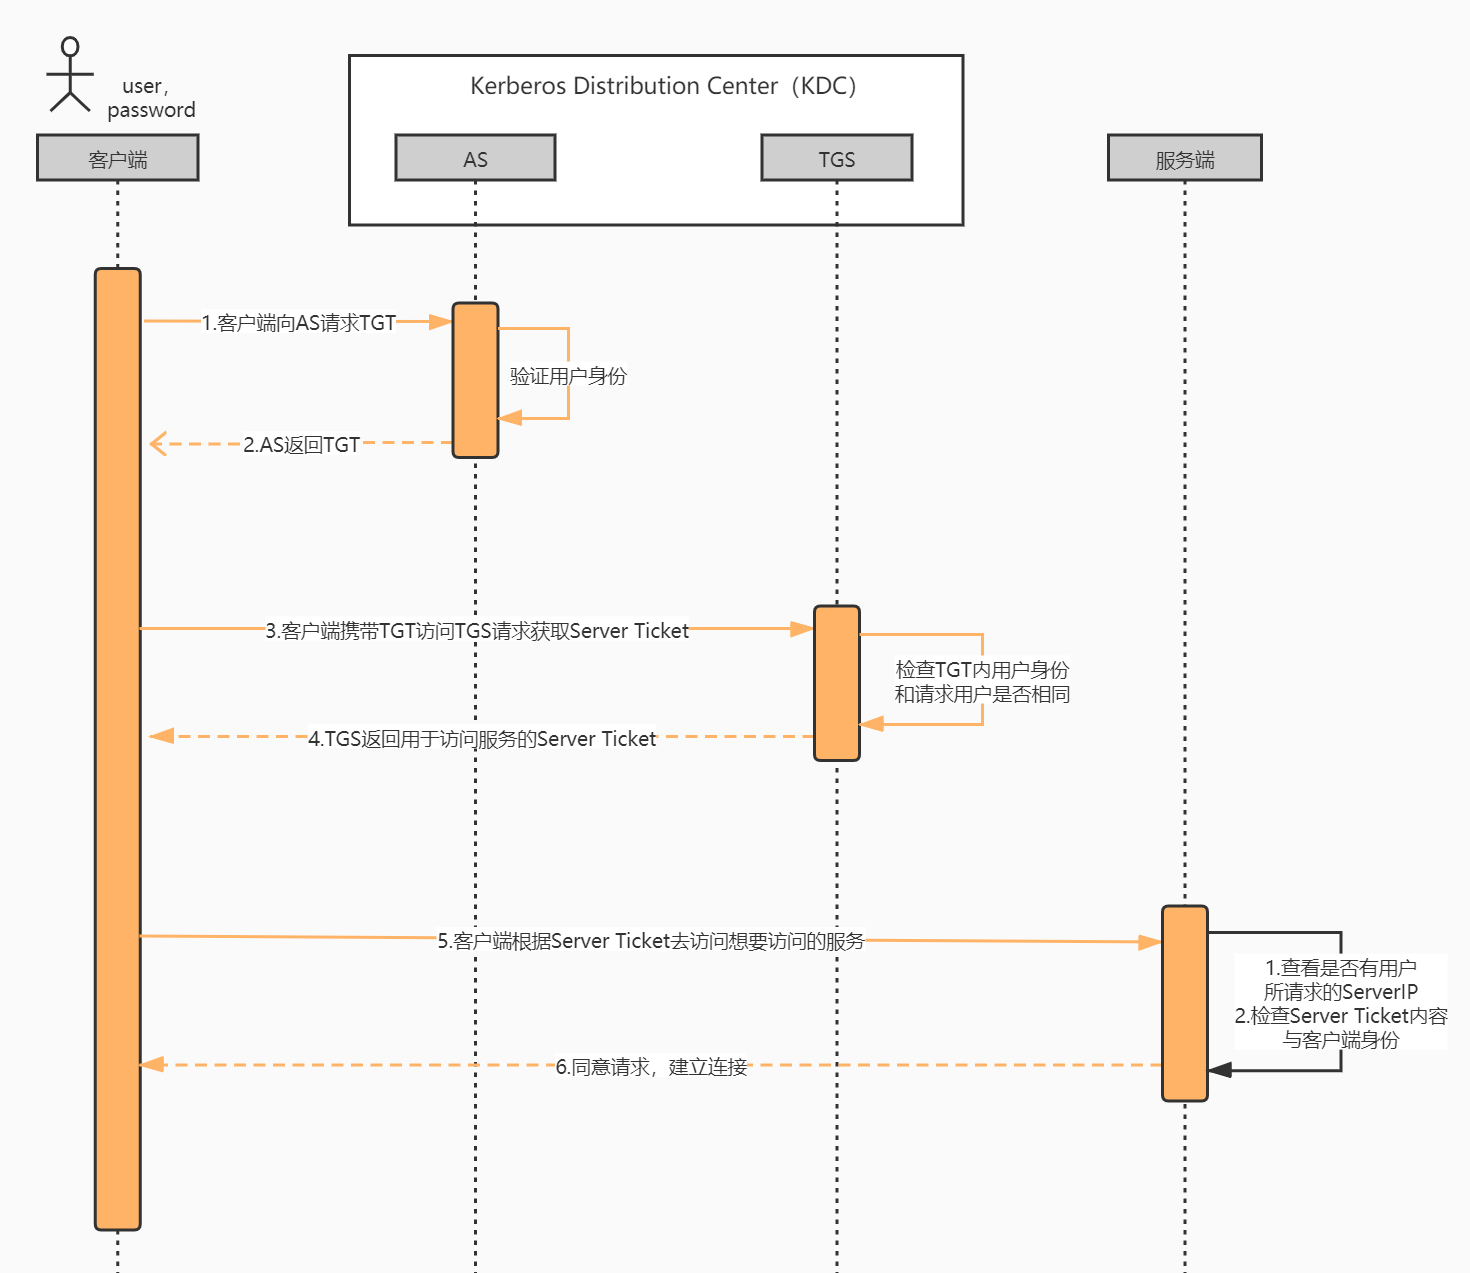 user，
password
Kerberos Distribution Center（KDC）
客户端
AS
TGS
服务端
1.客户端向AS请求TGT
验证用户身份
2.AS返回TGT
3.客户端携带TGT访问TGS请求获取Server Ticket
检查TGT内用户身份
和请求用户是否相同
4.TGS返回用于访问服务的Server Ticket
5.客户端根据Server Ticket去访问想要访问的服务
1.查看是否有用户
所请求的ServerIP
2.检查Server Ticket内容
与客户端身份
6.同意请求，建立连接